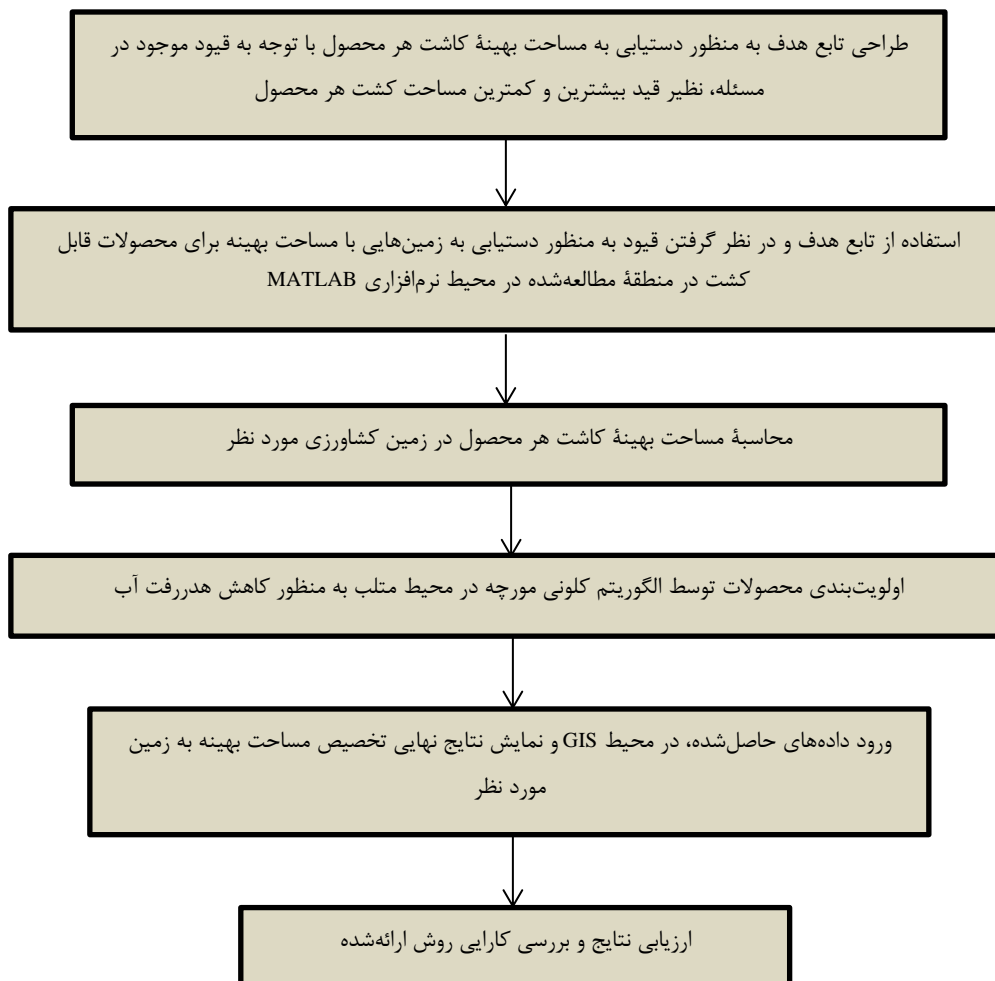 طراحی تابع هدف به منظور دستیابی به مساحت بهینۀ کاشت هر محصول با توجه به قیود موجود در
مسئله، نظیر قید بیشترین و کمترین مساحت کشت هر محصول
استفاده از تابع هدف و در نظر گرفتن قیود به منظور دستیابی به زمین‌هایی با مساحت بهینه برای محصولات قابل
کشت در منطقۀ مطالعه‌شده در محیط نرم‌افزاری MATLAB
محاسبۀ مساحت بهینۀ کاشت هر محصول در زمین کشاورزی مورد نظر
اولویت‌بندی محصولات توسط الگوریتم کلونی مورچه در محیط متلب به منظور کاهش هدررفت آب
ورود داده‌های حاصل‌شده، در محیط GIS و نمایش نتایج نهایی تخصیص مساحت بهینه به زمین
مورد نظر
ارزیابی نتایج و بررسی کارایی روش ارائه‌شده